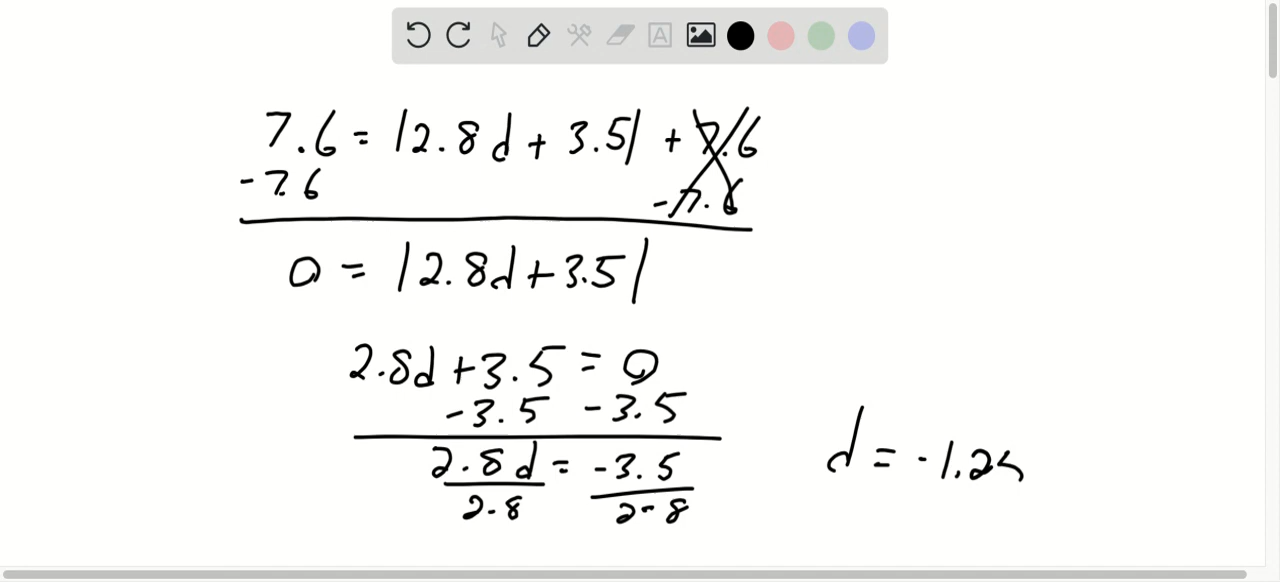 7.6 = |2.8d + 3.5| + 7.6
-7.6 -7.6
0 = |2.8d + 3.5|
2.8d + 3.5 = 0
-3.5 -3.5
2.8d = -3.5
2.8 2.8
d = -1.25